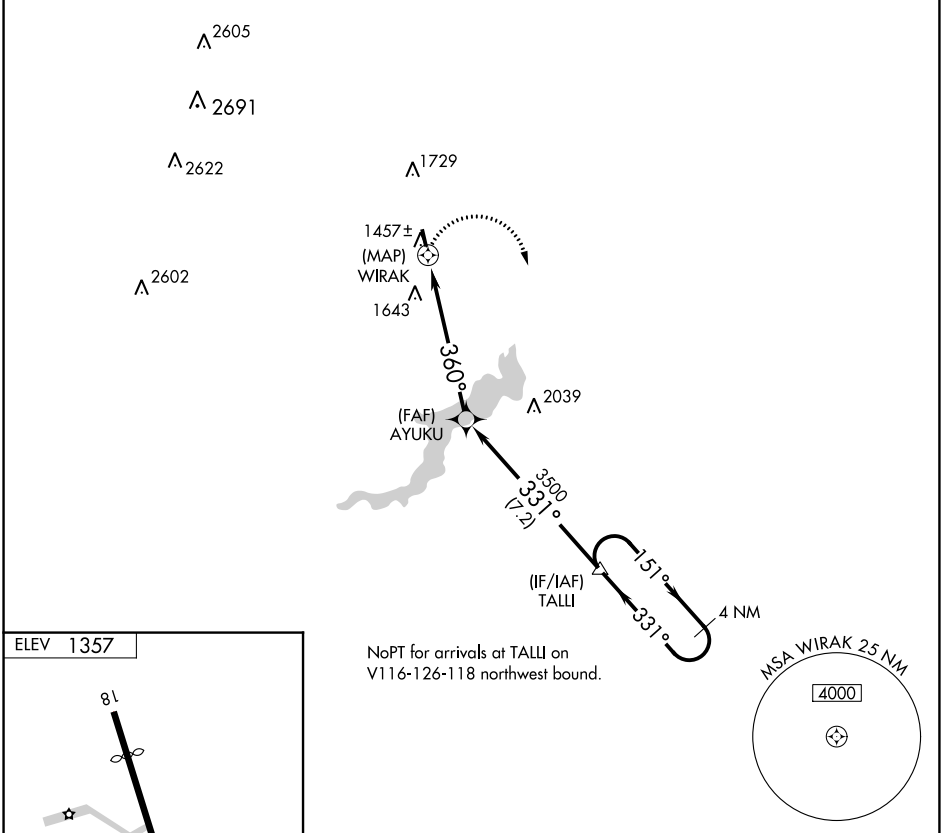 2605
2691
2622
1729
1457±
(MAP)
WIRAK
2602
1643
360°
(FAF)
AYUKU
2039
3500
331°
(7.2)
(IF/IAF)
TALLI
151°
331°
4 NM
NoPT for arrivals at TALLI on
V116-126-118 northwest bound.
MSA WIRAK 25 NM
4000
ELEV 1357
18